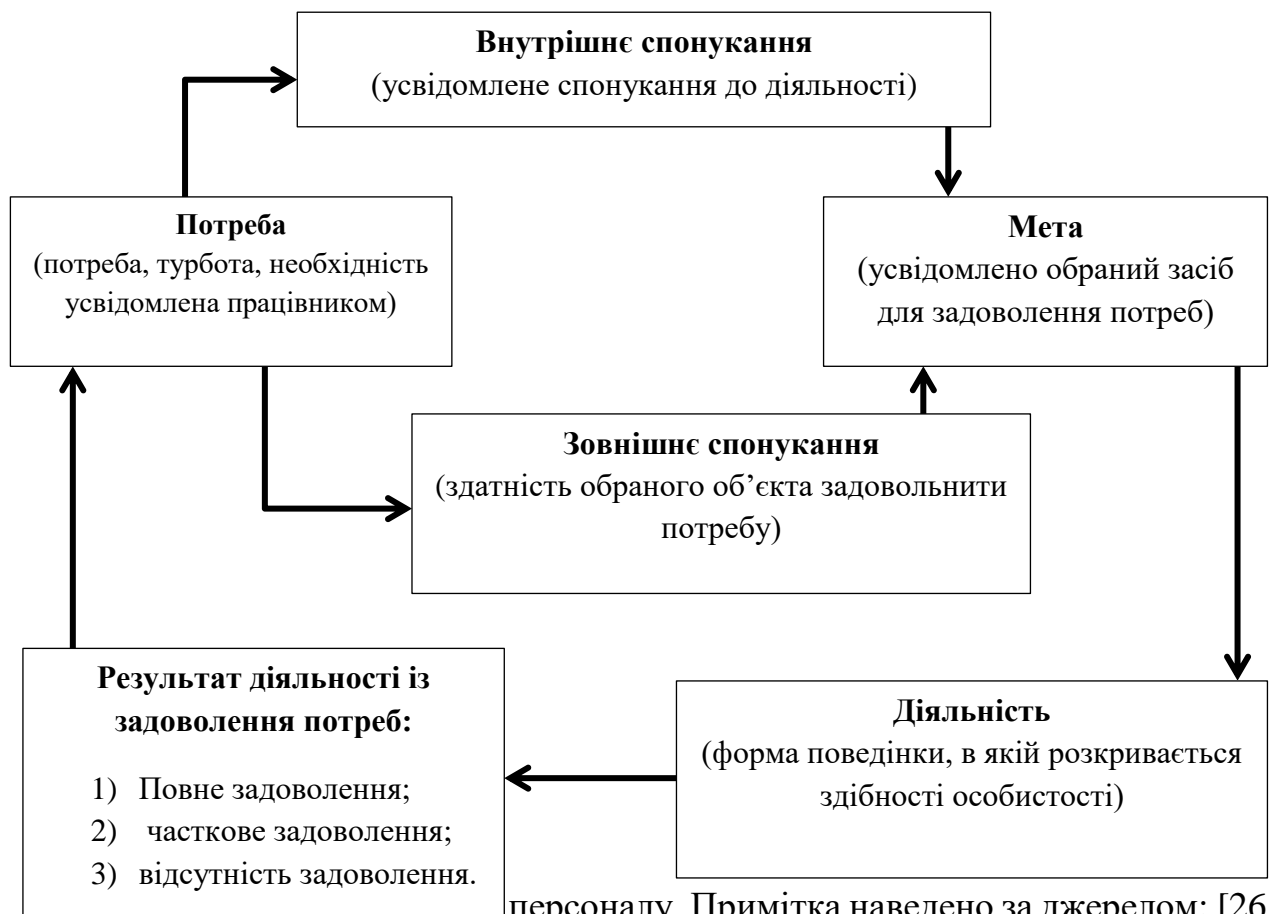 Внутрішнє спонукання
(усвідомлене спонукання до діяльності)
Потреба
(потреба, турбота, необхідність
усвідомлена працівником)
Мета
(усвідомлено обраний засіб
для задоволення потреб)
Зовнішнє спонукання
(здатність обраного об’єкта задовольнити
потребу)
Результат діяльності із
задоволення потреб:
1) Повне задоволення;
2) часткове задоволення;
3) відсутність задоволення.
Діяльність
(форма поведінки, в якій розкривається
здібності особистості)
персоналу. Примітка наведено за джерелом: [26